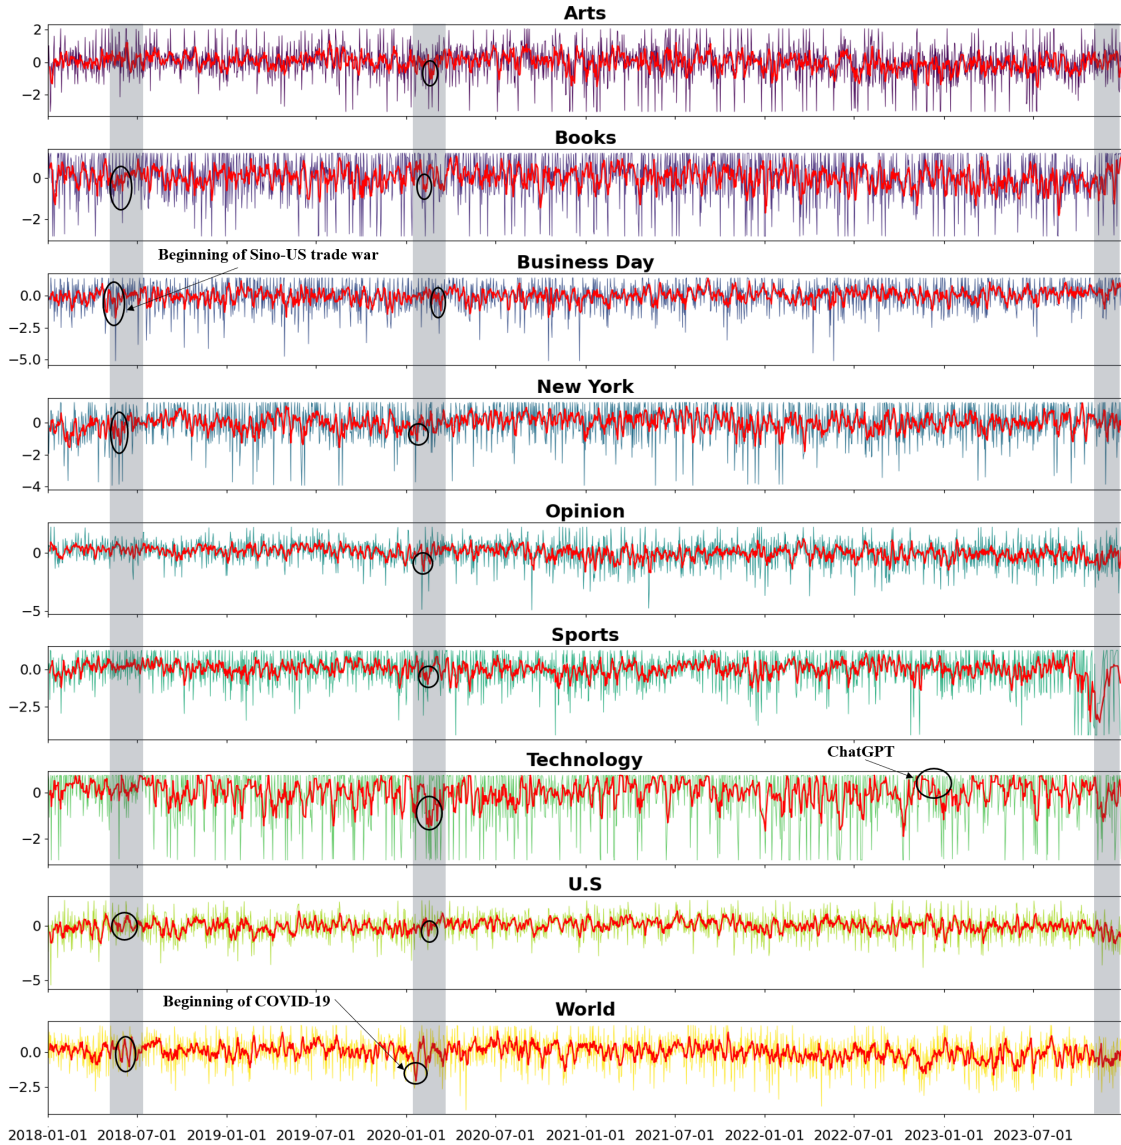 Arts
2
0
−2
Books
0
−2
Beginning of Sino-US trade war
Business Day
0.0
−2.5
−5.0
New York
0
−2
−4
Opinion
0
−5
Sports
0.0
−2.5
ChatGPT
Technology
0
−2
U.S
0
−5
Beginning of COVID-19
World
0.0
−2.5
2018-01-01 2018-07-01 2019-01-01 2019-07-01 2020-01-01 2020-07-01 2021-01-01 2021-07-01 2022-01-01 2022-07-01 2023-01-01 2023-07-01